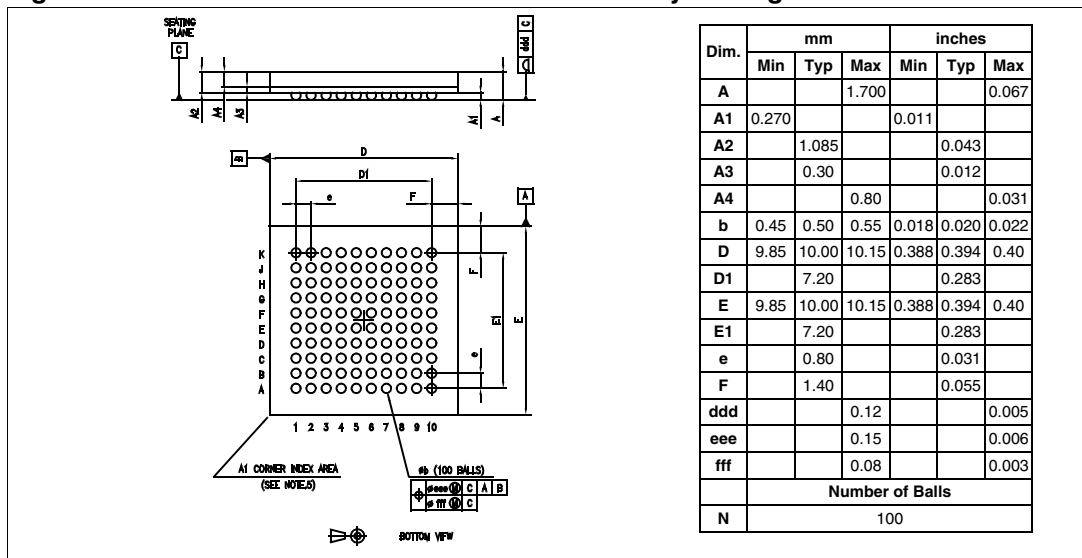 SEATING
PLANE
C
ddd C
A2
A4
A3
A1
A
D
D1
e
F
A
K
J
H
G
F
E
D
C
B
A
F
E1
E
e
1 2 3 4 5 6 7 8 9 10
A1 CORNER INDEX AREA
(SEE NOTE.5)
øb (100 BALLS)
ø eee Ⓜ C A B
ø fff Ⓜ C
BOTTOM VIEW
Dim. mm inches
Min Typ Max Min Typ Max
A 1.700 0.067
A1 0.270 0.011
A2 1.085 0.043
A3 0.30 0.012
A4 0.80 0.031
b 0.45 0.50 0.55 0.018 0.020 0.022
D 9.85 10.00 10.15 0.388 0.394 0.40
D1 7.20 0.283
E 9.85 10.00 10.15 0.388 0.394 0.40
E1 7.20 0.283
e 0.80 0.031
F 1.40 0.055
ddd 0.12 0.005
eee 0.15 0.006
fff 0.08 0.003
Number of Balls
N 100